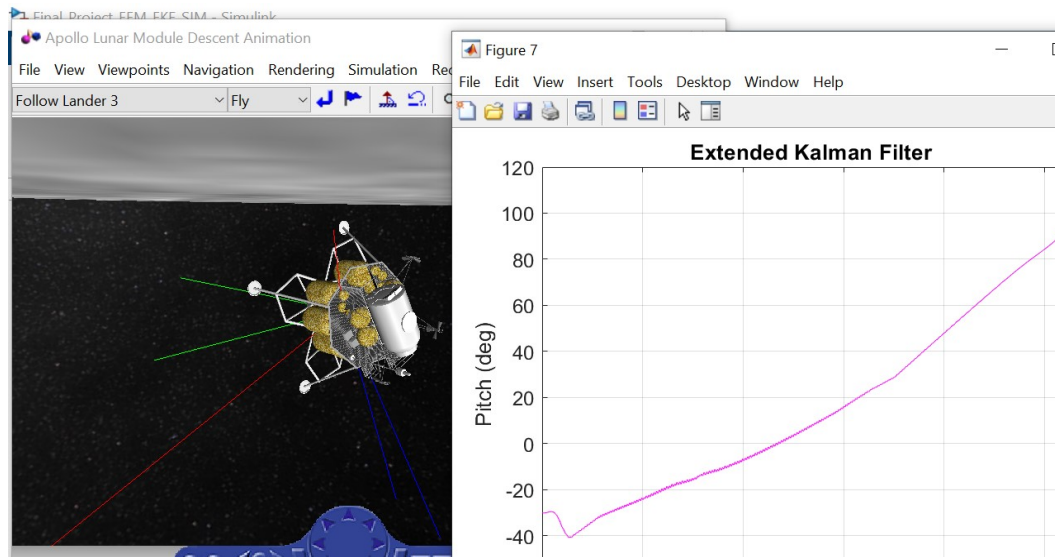 Final_Project_EEM_EKF_SIM - Simulink
Apollo Lunar Module Descent Animation
File View Viewpoints Navigation Rendering Simulation Rec
Follow Lander 3 Fly
Figure 7
File Edit View Insert Tools Desktop Window Help
Extended Kalman Filter
120
100
80
60
40
20
0
-20
-40
Pitch (deg)